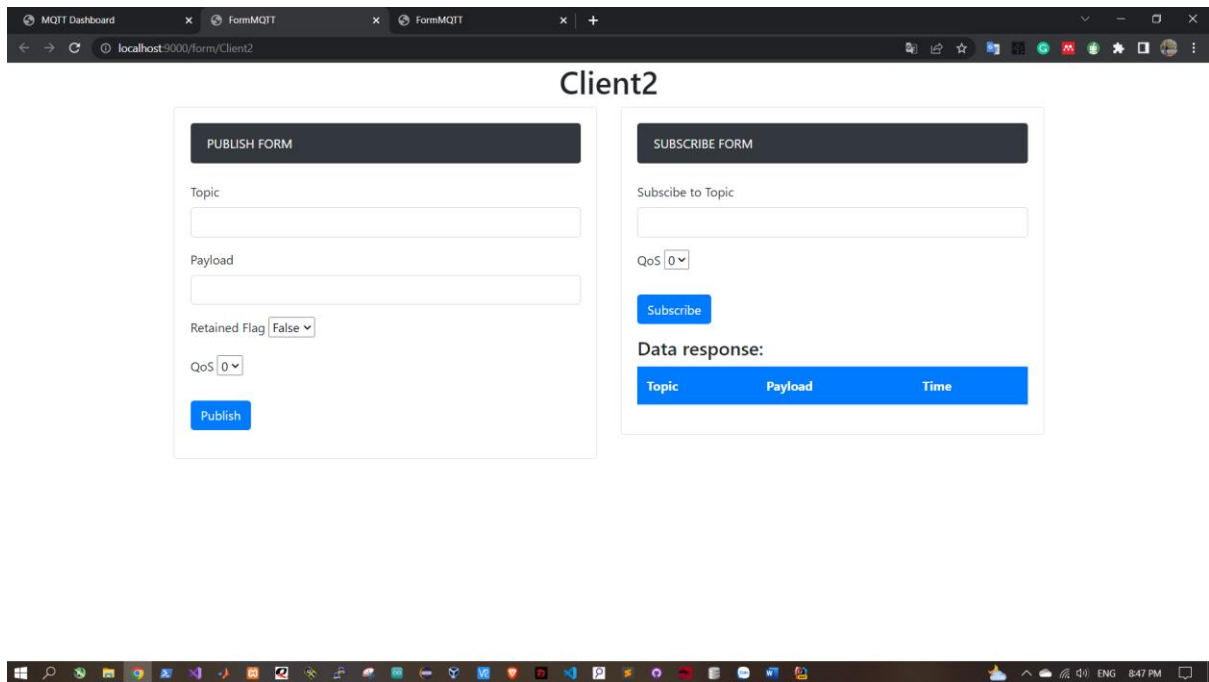 MQTT Dashboard
FormMQTT
FormMQTT
localhost:9000/form/Client2
Client2
PUBLISH FORM
Topic
Payload
Retained Flag False
QoS 0
Publish
SUBSCRIBE FORM
Subscibe to Topic
QoS 0
Subscribe
Data response:
Topic Payload Time
ENG 8:47 PM